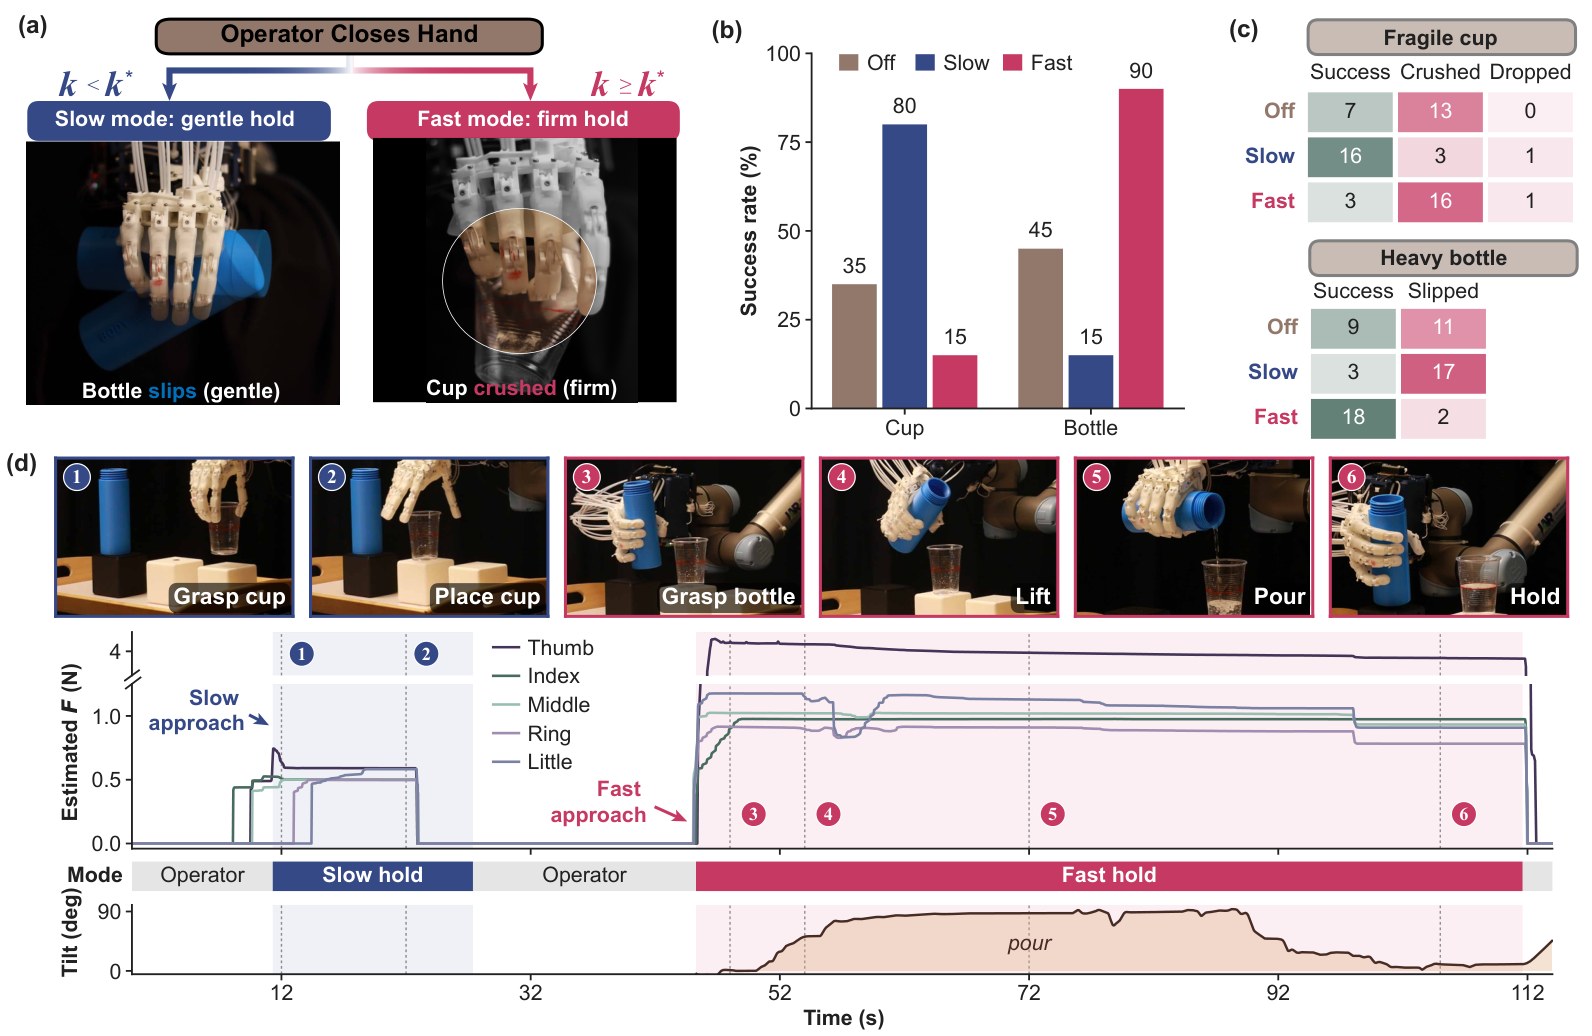 (a)
Operator Closes Hand
k < k*
k ≥ k*
Slow mode: gentle hold
Fast mode: firm hold
Bottle slips (gentle)
Cup crushed (firm)
(b)
Off Slow Fast
Success rate (%)
100
75
50
25
0
35
80
15
45
15
90
Cup
Bottle
(c)
Fragile cup
Success Crushed Dropped
Off 7 13 0
Slow 16 3 1
Fast 3 16 1
Heavy bottle
Success Slipped
Off 9 11
Slow 3 17
Fast 18 2
(d)
1
Grasp cup
2
Place cup
3
Grasp bottle
4
Lift
5
Pour
6
Hold
Estimated F (N)
4
1.0
0.5
0.0
Slow
approach
1
2
Thumb
Index
Middle
Ring
Little
Fast
approach
3
4
5
6
Mode
Operator
Slow hold
Operator
Fast hold
Tilt (deg)
90
0
pour
12 32 52 72 92 112
Time (s)